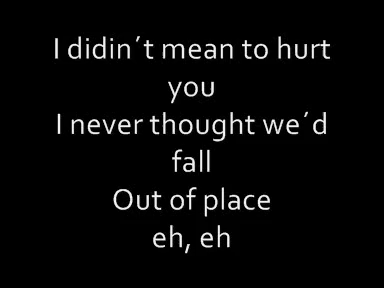 I didin´t mean to hurt
you
I never thought we´d
fall
Out of place
eh, eh